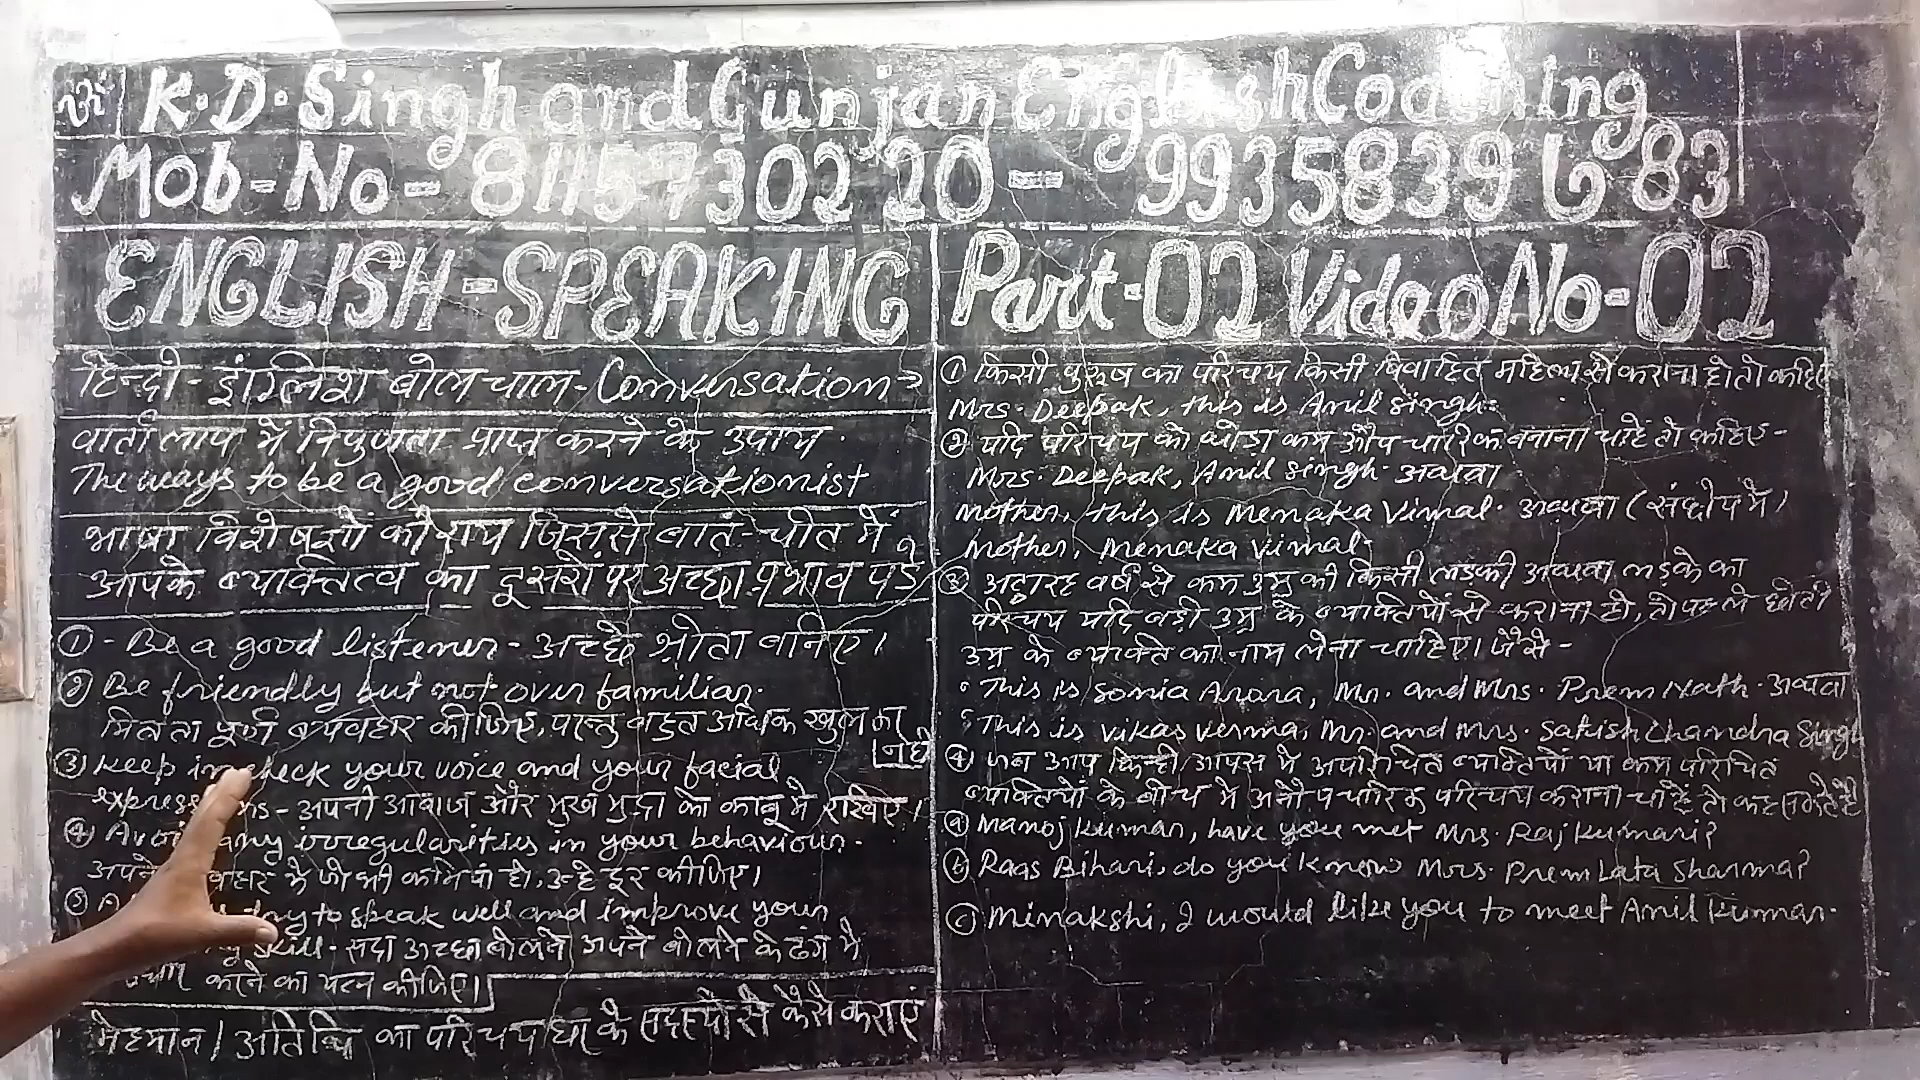 ॐ K.D. Singh and Gunjan English Coaching
Mob-No- 8115730220 - 9935839683
ENGLISH-SPEAKING
हिन्दी - इंग्लिश बोलचाल - Conversation →
वार्तालाप में निपुणता प्राप्त करने के उपाय.
The ways to be a good conversationist
भाषा विशेषज्ञों की राय जिससे बात-चीत में
आपके व्यक्तित्व का दूसरो पर अच्छा प्रभाव पड़े
① - Be a good listener - अच्छे श्रोता बनिए।
② Be friendly but not over familiar.
मित्रता पूर्ण व्यवहार कीजिए, परन्तु बहुत अधिक खुल कर
नहीं
③ Keep in check your voice and your facial
expressions - अपनी आवाज और मुख मुद्रा को काबू में रखिए।
④ any irregularities in your behaviour.
अपने में जो भी कमियां हो, उन्हे दूर कीजिए।
⑤ try to speak well and improve your
skill - सदा अच्छा बोलने अपने बोलने के ढंग मे
करने का यत्न कीजिए।
मेहमान / अतिथि का परिचय घर के सदस्यो से कैसे कराएं
Part-02 Video No-02
① किसी पुरुष का परिचय किसी विवाहित महिला से कराना हो तो कहिए
Mrs. Deepak, this is Anil Singh.
② यदि परिचय को थोड़ा कम औपचारिक बनाना चाहें तो कहिए -
Mrs. Deepak, Anil Singh. अथवा
Mother, this is Menaka Vimal. अथवा (संक्षेप में)
Mother, Menaka Vimal.
③ अट्ठारह वर्ष से कम उम्र की किसी लड़की अथवा लड़के का
परिचय यदि बड़ी उम्र के व्यक्तियों से कराना हो, तो पहले छोटी
उम्र के व्यक्ति का नाम लेना चाहिए। जैसे -
• This is Sonia Arora, Mr. and Mrs. Prem Nath. अथवा
• This is Vikas Verma, Mr. and Mrs. Satish Chandra Singh
④ जब आप किन्ही आपस में अपरिचित व्यक्तियों या कम परिचित
व्यक्तियों के बीच में अनौपचारिक परिचय कराना चाहें तो कह सकते है
ⓐ Manoj Kumar, have you met Mrs. Raj Kumari?
ⓑ Raas Bihari, do you know Mrs. Prem Lata Sharma?
ⓒ Minakshi, I would like you to meet Anil Kumar.